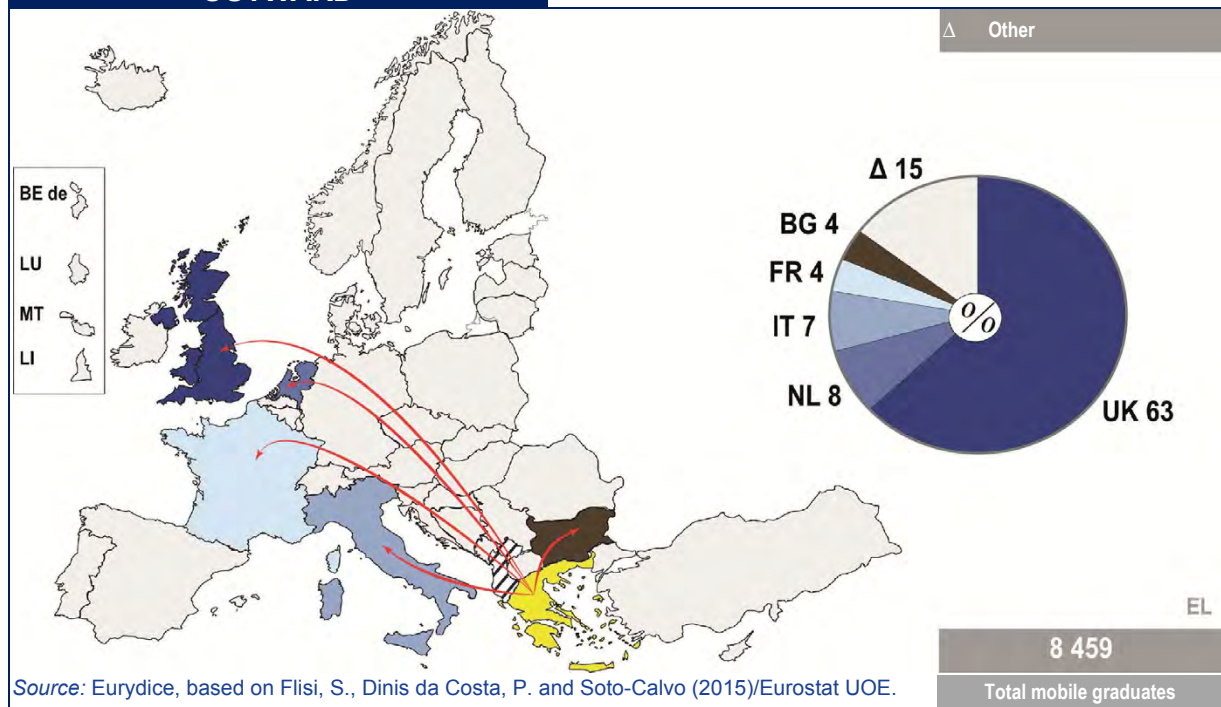 Δ Other
BE de
LU
MT
LI
Δ 15
BG 4
FR 4
IT 7
NL 8
UK 63
%
EL
8 459
Total mobile graduates
Source: Eurydice, based on Flisi, S., Dinis da Costa, P. and Soto-Calvo (2015)/Eurostat UOE.